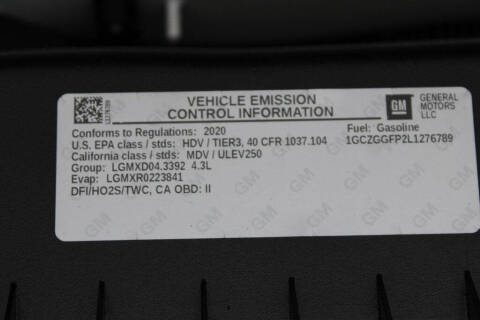 VEHICLE EMISSION
CONTROL INFORMATION
GM
GENERAL
MOTORS
LLC
Conforms to Regulations: 2020
Fuel: Gasoline
U.S. EPA class / stds: HDV / TIER3, 40 CFR 1037.104
1GCZGGFP2L1276789
California class / stds: MDV / ULEV250
Group: LGMXD04.3392 4.3L
Evap: LGMXR0223841
DFI/HO2S/TWC, CA OBD: II